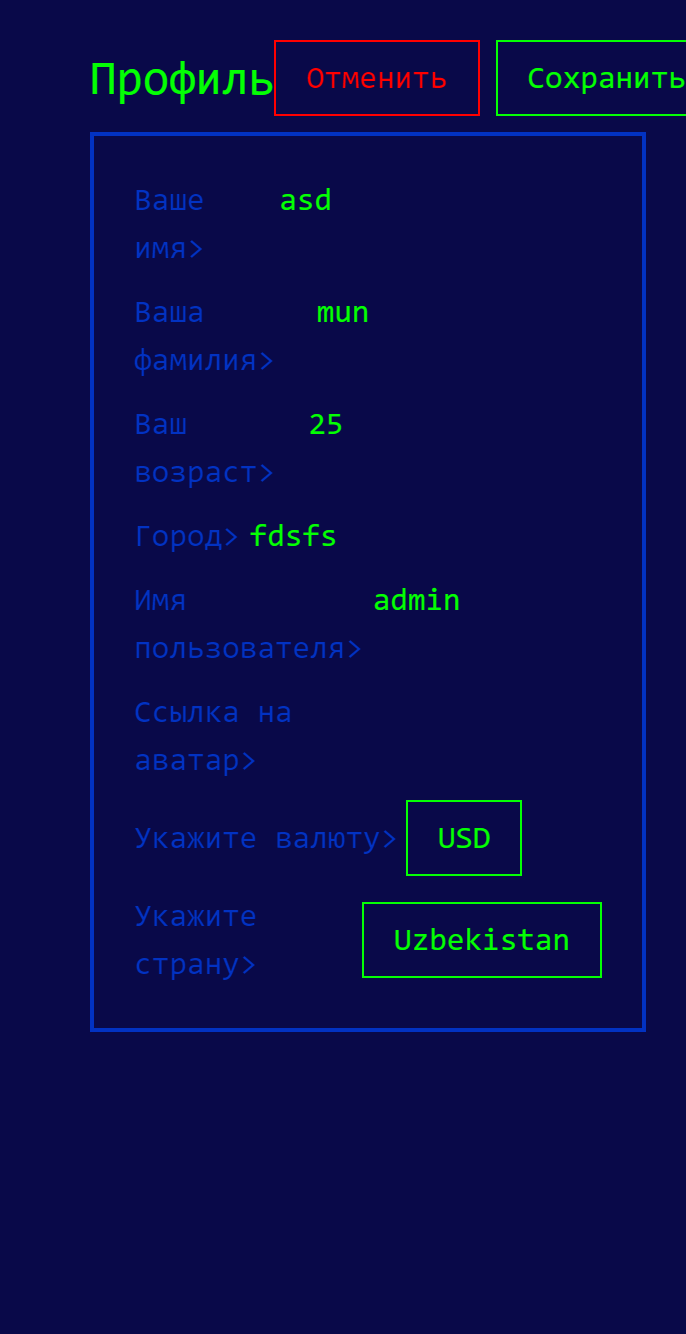 Профиль Отменить Сохранить
Ваше asd
имя>
Ваша mun
фамилия>
Ваш 25
возраст>
Город> fdsfs
Имя admin
пользователя>
Ссылка на
аватар>
Укажите валюту> USD
Укажите
страну> Uzbekistan